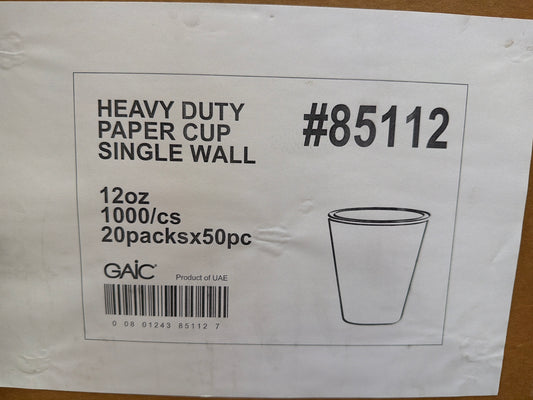 HEAVY DUTY
PAPER CUP
SINGLE WALL
#85112
12oz
1000/cs
20packsx50pc
GAiC®
Product of UAE
0 08 01243 85112 7